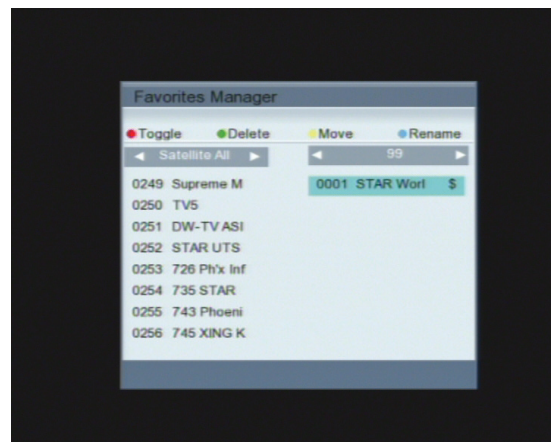 Favorites Manager
Toggle Delete Move Rename
Satellite All 99
0249 Supreme M 0001 STAR Worl $
0250 TV5
0251 DW-TV ASI
0252 STAR UTS
0253 726 Ph'x Inf
0254 735 STAR
0255 743 Phoeni
0256 745 XING K